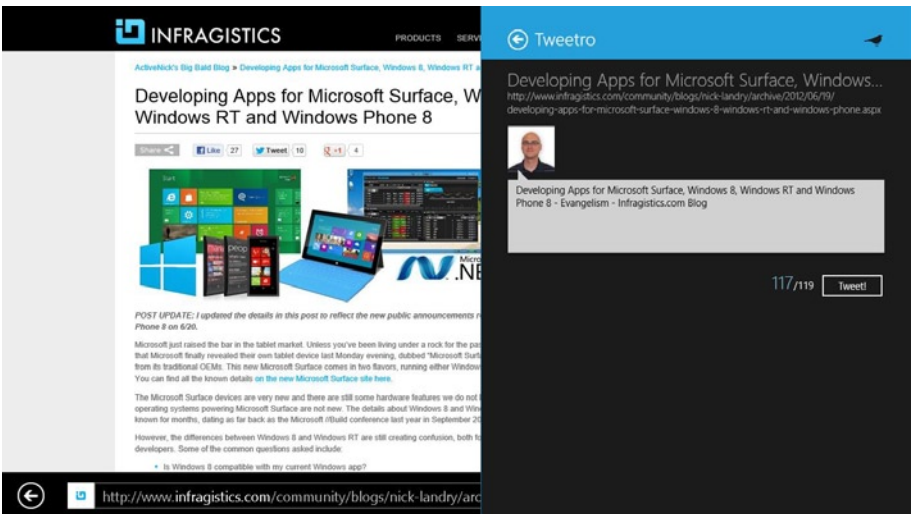 INFRAGISTICS
PRODUCTS SERVI
ActiveNick's Big Bald Blog » Developing Apps for Microsoft Surface, Windows 8, Windows RT a
Developing Apps for Microsoft Surface, W
Windows RT and Windows Phone 8
Share Like 27 Tweet 10 +1 4
Start
Micro
.NE
POST UPDATE: I updated the details in this post to reflect the new public announcements r
Phone 8 on 6/20.
Microsoft just raised the bar in the tablet market. Unless you've been living under a rock for the pas
that Microsoft finally revealed their own tablet device last Monday evening, dubbed "Microsoft Surf
from its traditional OEMs. This new Microsoft Surface comes in two flavors, running either Window
You can find all the known details on the new Microsoft Surface site here.
The Microsoft Surface devices are very new and there are still some hardware features we do not
operating systems powering Microsoft Surface are not new. The details about Windows 8 and Win
known for months, dating as far back as the Microsoft //Build conference last year in September 20
However, the differences between Windows 8 and Windows RT are still creating confusion, both fo
developers. Some of the common questions asked include:
• Is Windows 8 compatible with my current Windows app?
http://www.infragistics.com/community/blogs/nick-landry/arc
Tweetro
Developing Apps for Microsoft Surface, Windows...
http://www.infragistics.com/community/blogs/nick-landry/archive/2012/06/19/
developing-apps-for-microsoft-surface-windows-8-windows-rt-and-windows-phone.aspx
Developing Apps for Microsoft Surface, Windows 8, Windows RT and Windows
Phone 8 - Evangelism - Infragistics.com Blog
117/119 Tweet!